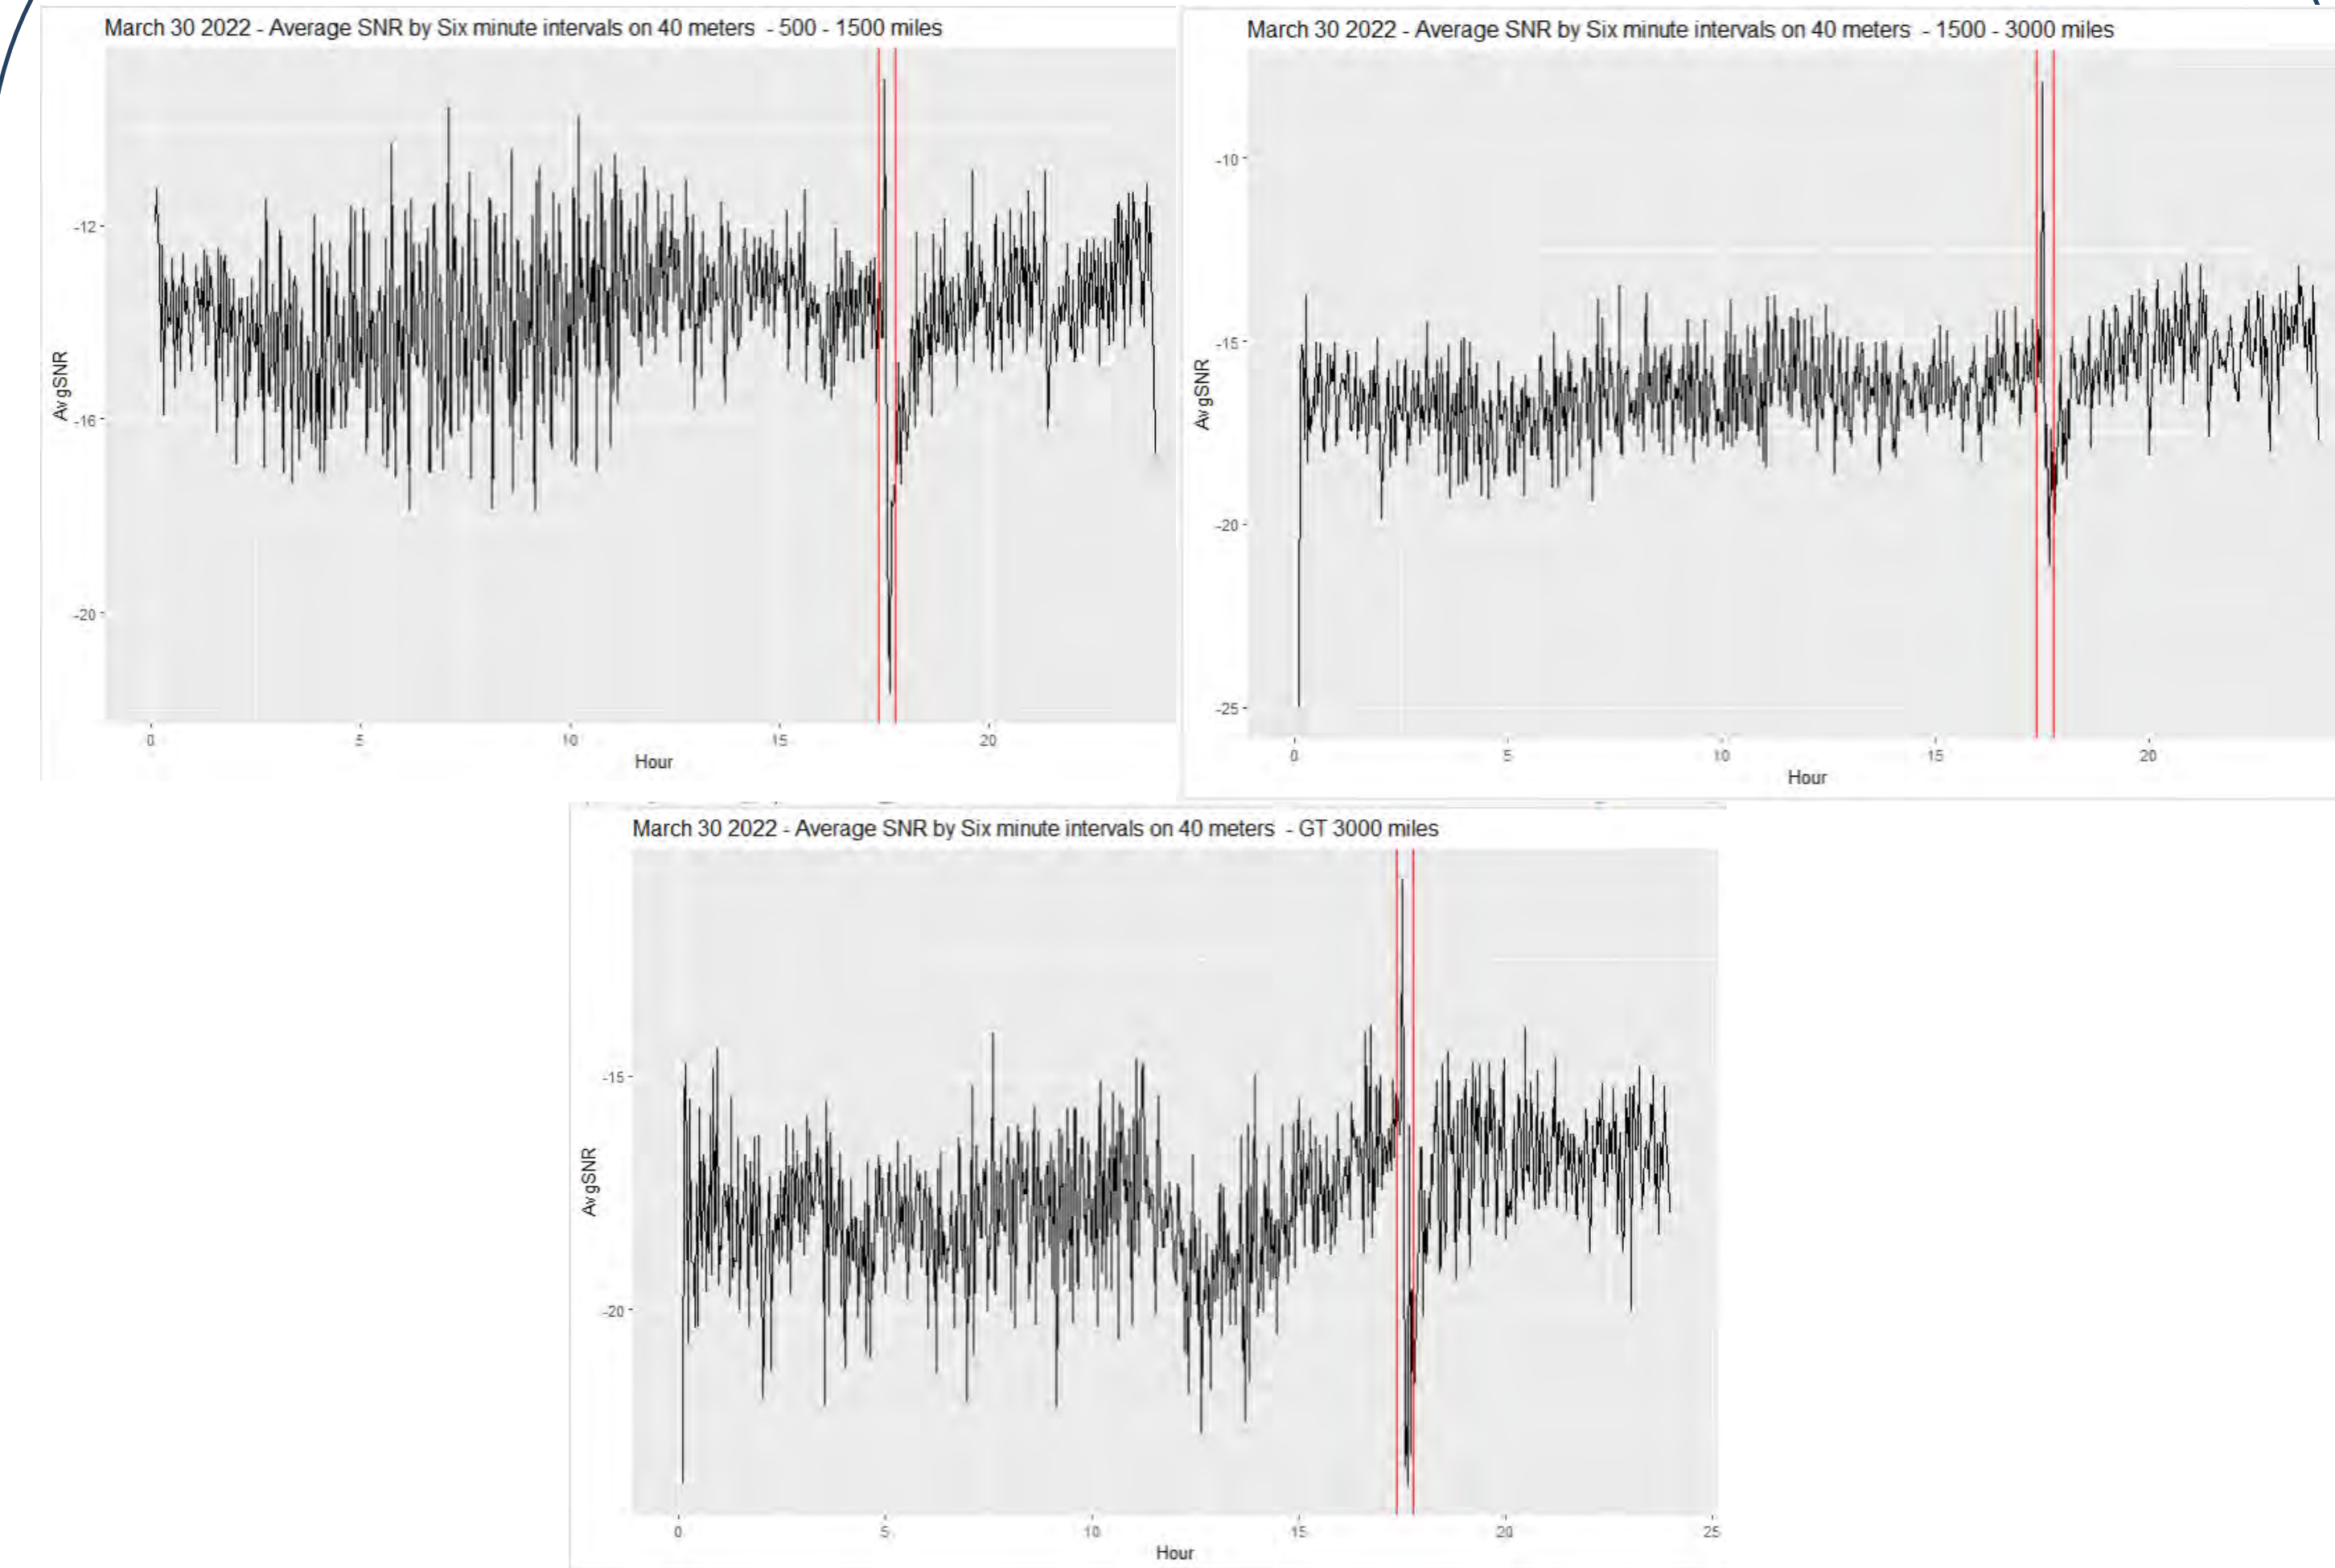 March 30 2022 - Average SNR by Six minute intervals on 40 meters - 500 - 1500 miles
AvgSNR
-12
-16
-20
0 5 10 15 20
Hour
March 30 2022 - Average SNR by Six minute intervals on 40 meters - 1500 - 3000 miles
AvgSNR
-10
-15
-20
-25
0 5 10 15 20
Hour
March 30 2022 - Average SNR by Six minute intervals on 40 meters - GT 3000 miles
AvgSNR
-15
-20
0 5 10 15 20 25
Hour